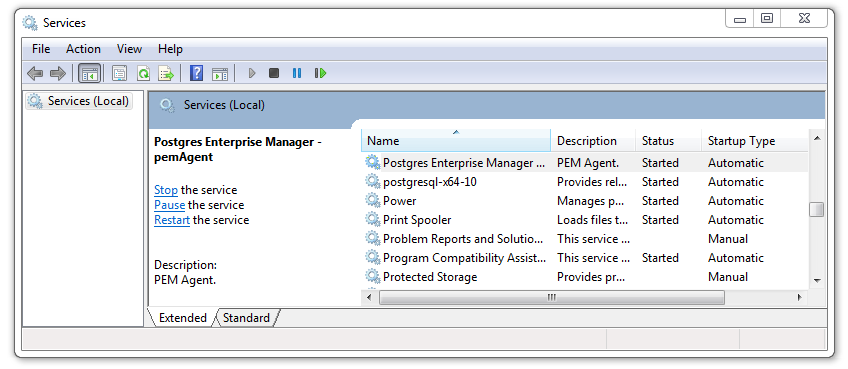 Services
File Action View Help
Services (Local)
Services (Local)
Postgres Enterprise Manager -
pemAgent
Stop the service
Pause the service
Restart the service
Description:
PEM Agent.
Name Description Status Startup Type
Postgres Enterprise Manager ... PEM Agent. Started Automatic
postgresql-x64-10 Provides rel... Started Automatic
Power Manages p... Started Automatic
Print Spooler Loads files t... Started Automatic
Problem Reports and Solutio... This service ... Manual
Program Compatibility Assist... This service ... Started Automatic
Protected Storage Provides pr... Manual
Extended Standard